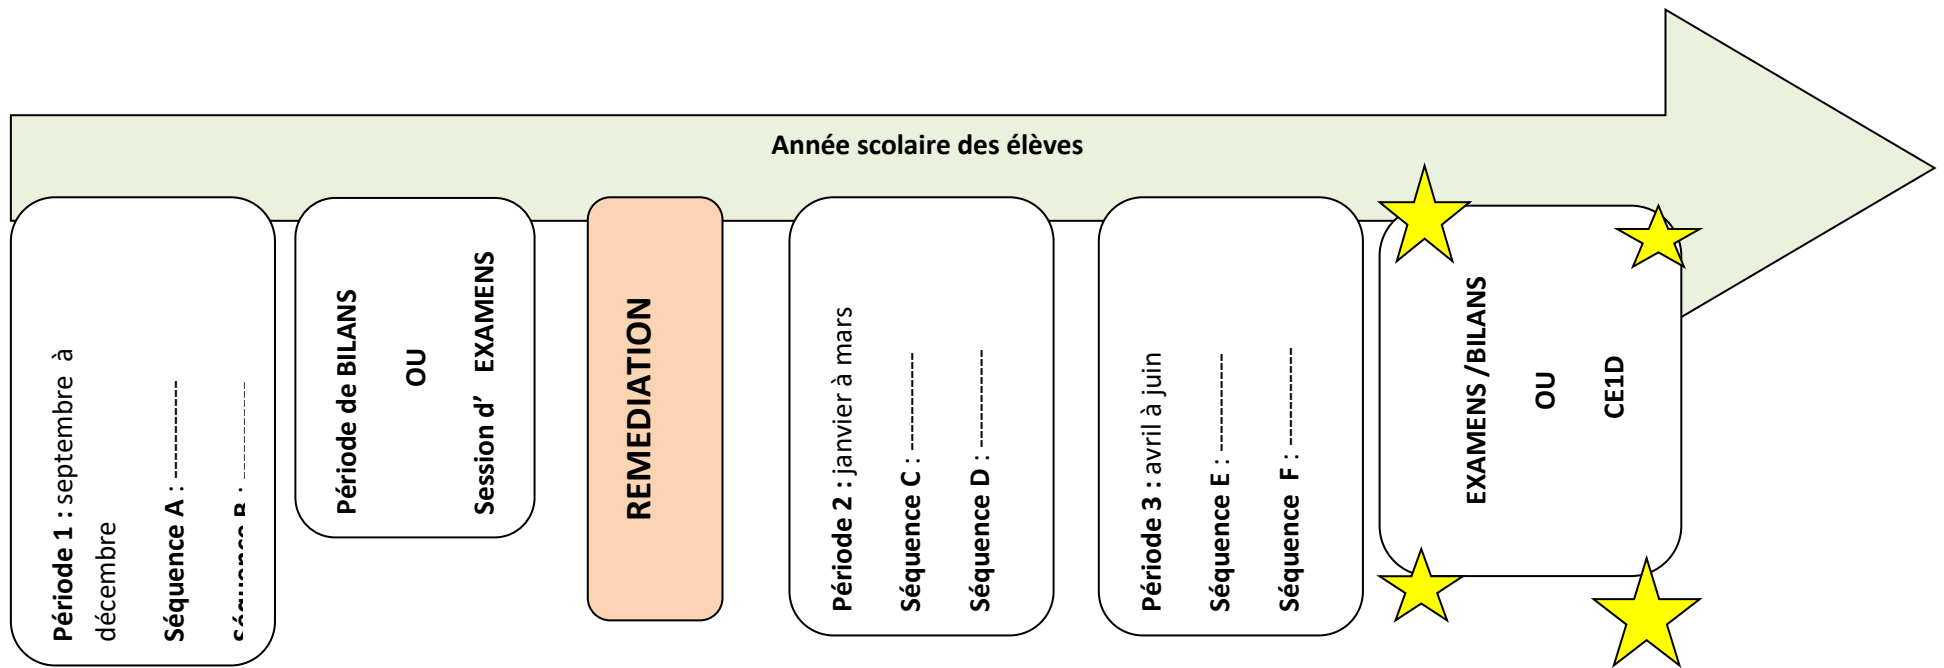 Année scolaire des élèves
Période 1 : septembre à
décembre
Séquence A : ------------
Séquence B : ------------
Période de BILANS
OU
Session d’ EXAMENS
REMEDIATION
Période 2 : janvier à mars
Séquence C : ------------
Séquence D : ------------
Période 3 : avril à juin
Séquence E : ------------
Séquence F : ------------
EXAMENS /BILANS
OU
CE1D